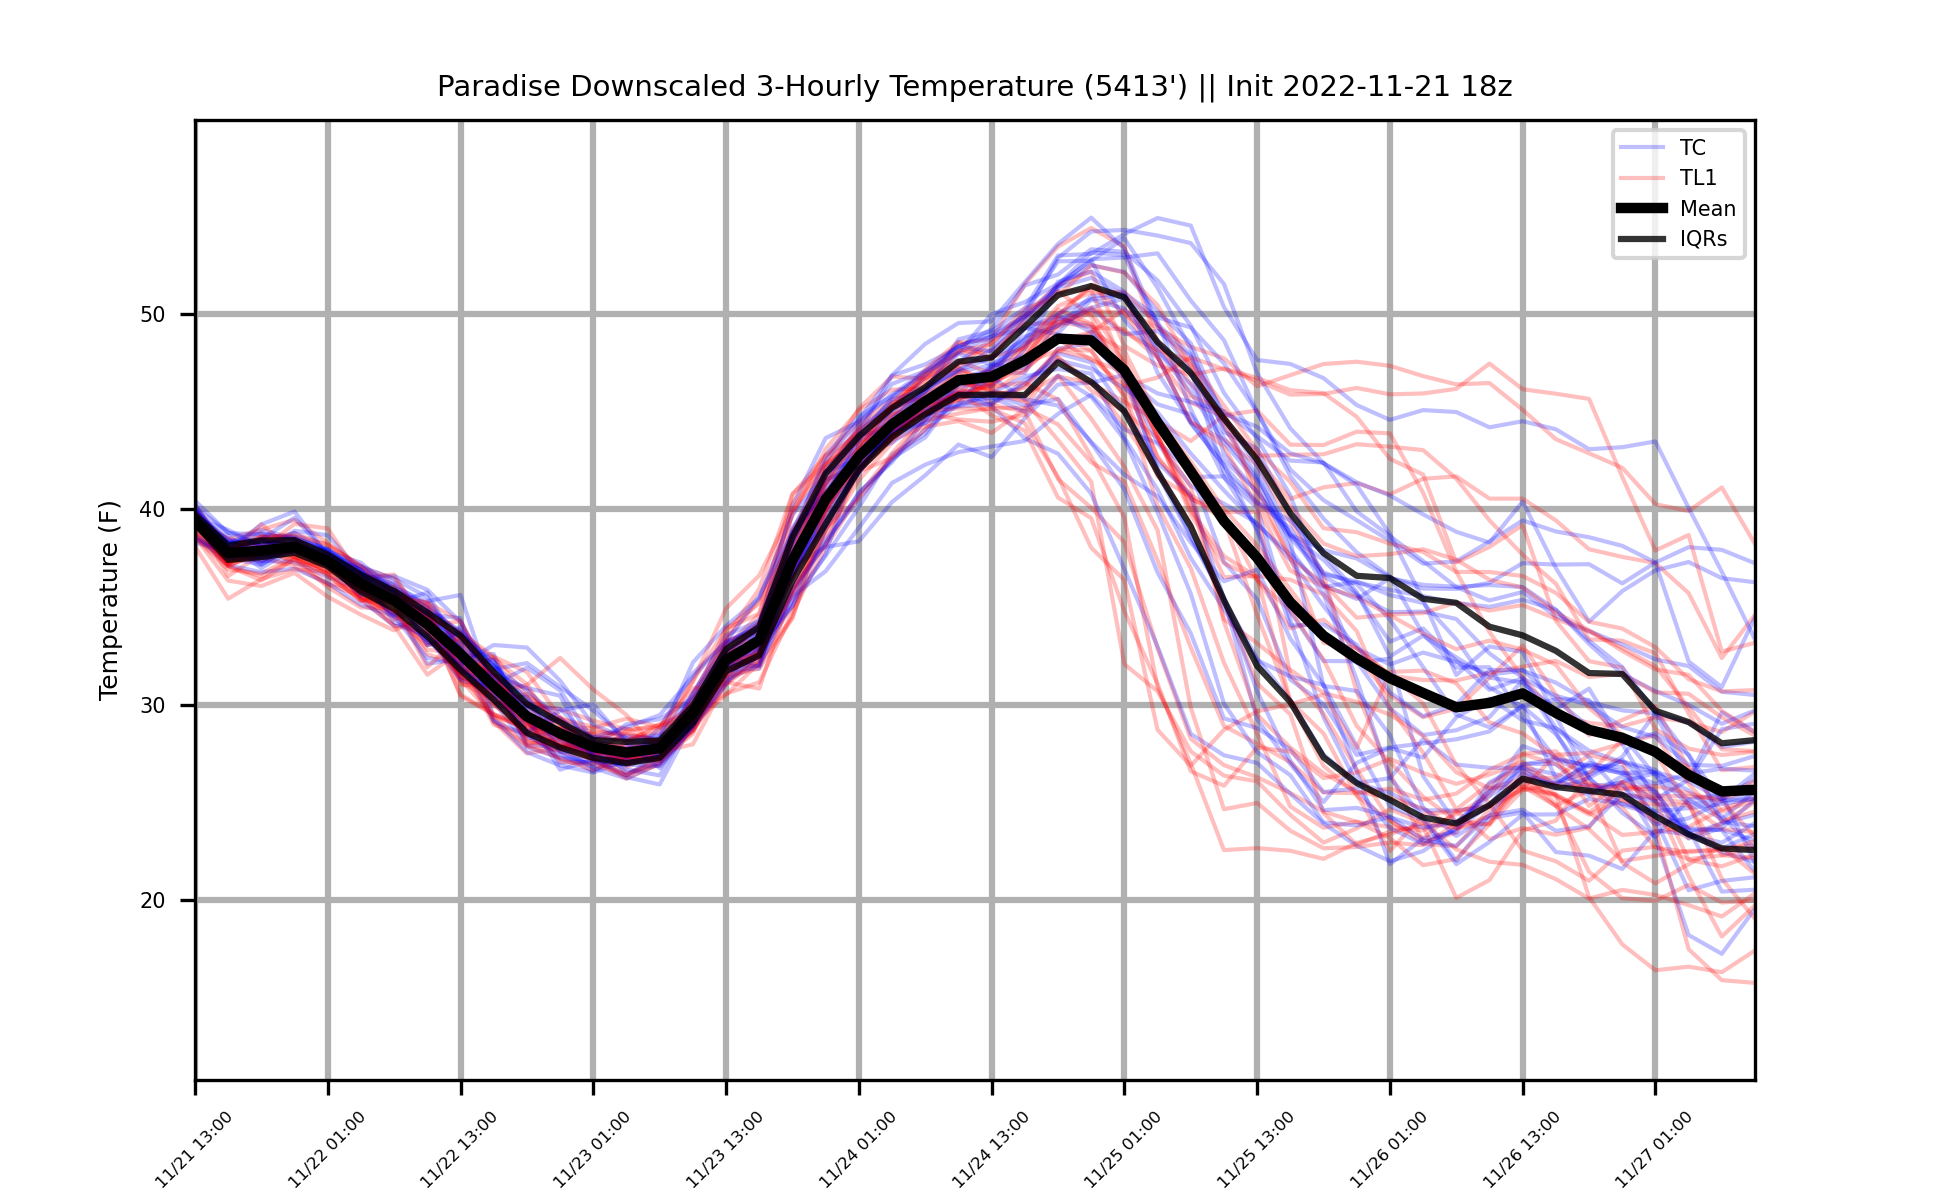 Paradise Downscaled 3-Hourly Temperature (5413') || Init 2022-11-21 18z
TC
TL1
Mean
IQRs
Temperature (F)
50
40
30
20
11/21 13:00
11/22 01:00
11/22 13:00
11/23 01:00
11/23 13:00
11/24 01:00
11/24 13:00
11/25 01:00
11/25 13:00
11/26 01:00
11/26 13:00
11/27 01:00